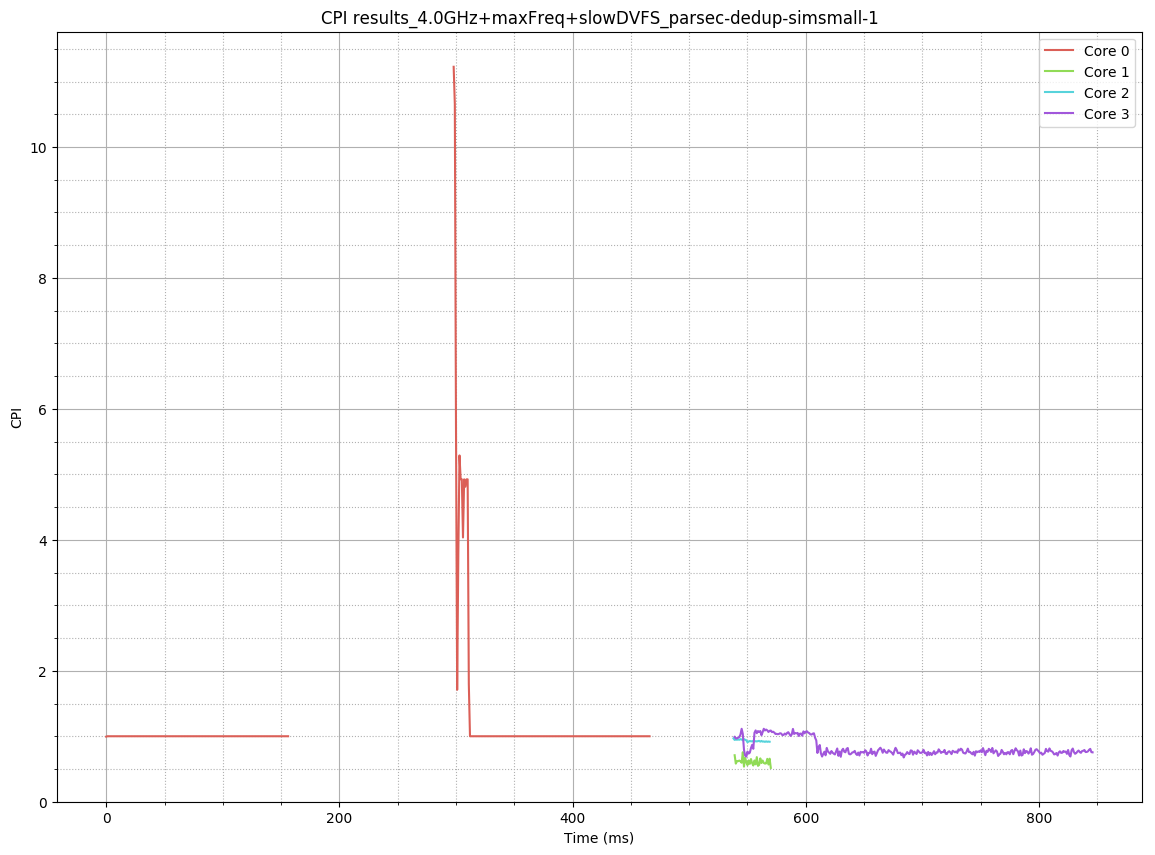 CPI results_4.0GHz+maxFreq+slowDVFS_parsec-dedup-simsmall-1
Core 0
Core 1
Core 2
Core 3
CPI
10
8
6
4
2
0
0 200 400 600 800
Time (ms)